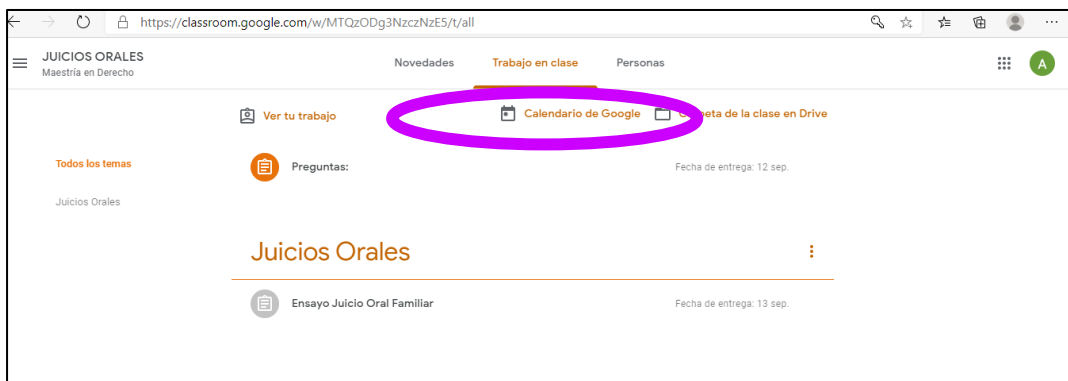 https://classroom.google.com/w/MTQzODg3NzczNzE5/t/all
JUICIOS ORALES
Maestría en Derecho
Novedades Trabajo en clase Personas
A
Ver tu trabajo
Calendario de Google
Carpeta de la clase en Drive
Todos los temas
Juicios Orales
Preguntas:
Fecha de entrega: 12 sep.
Juicios Orales
Ensayo Juicio Oral Familiar
Fecha de entrega: 13 sep.